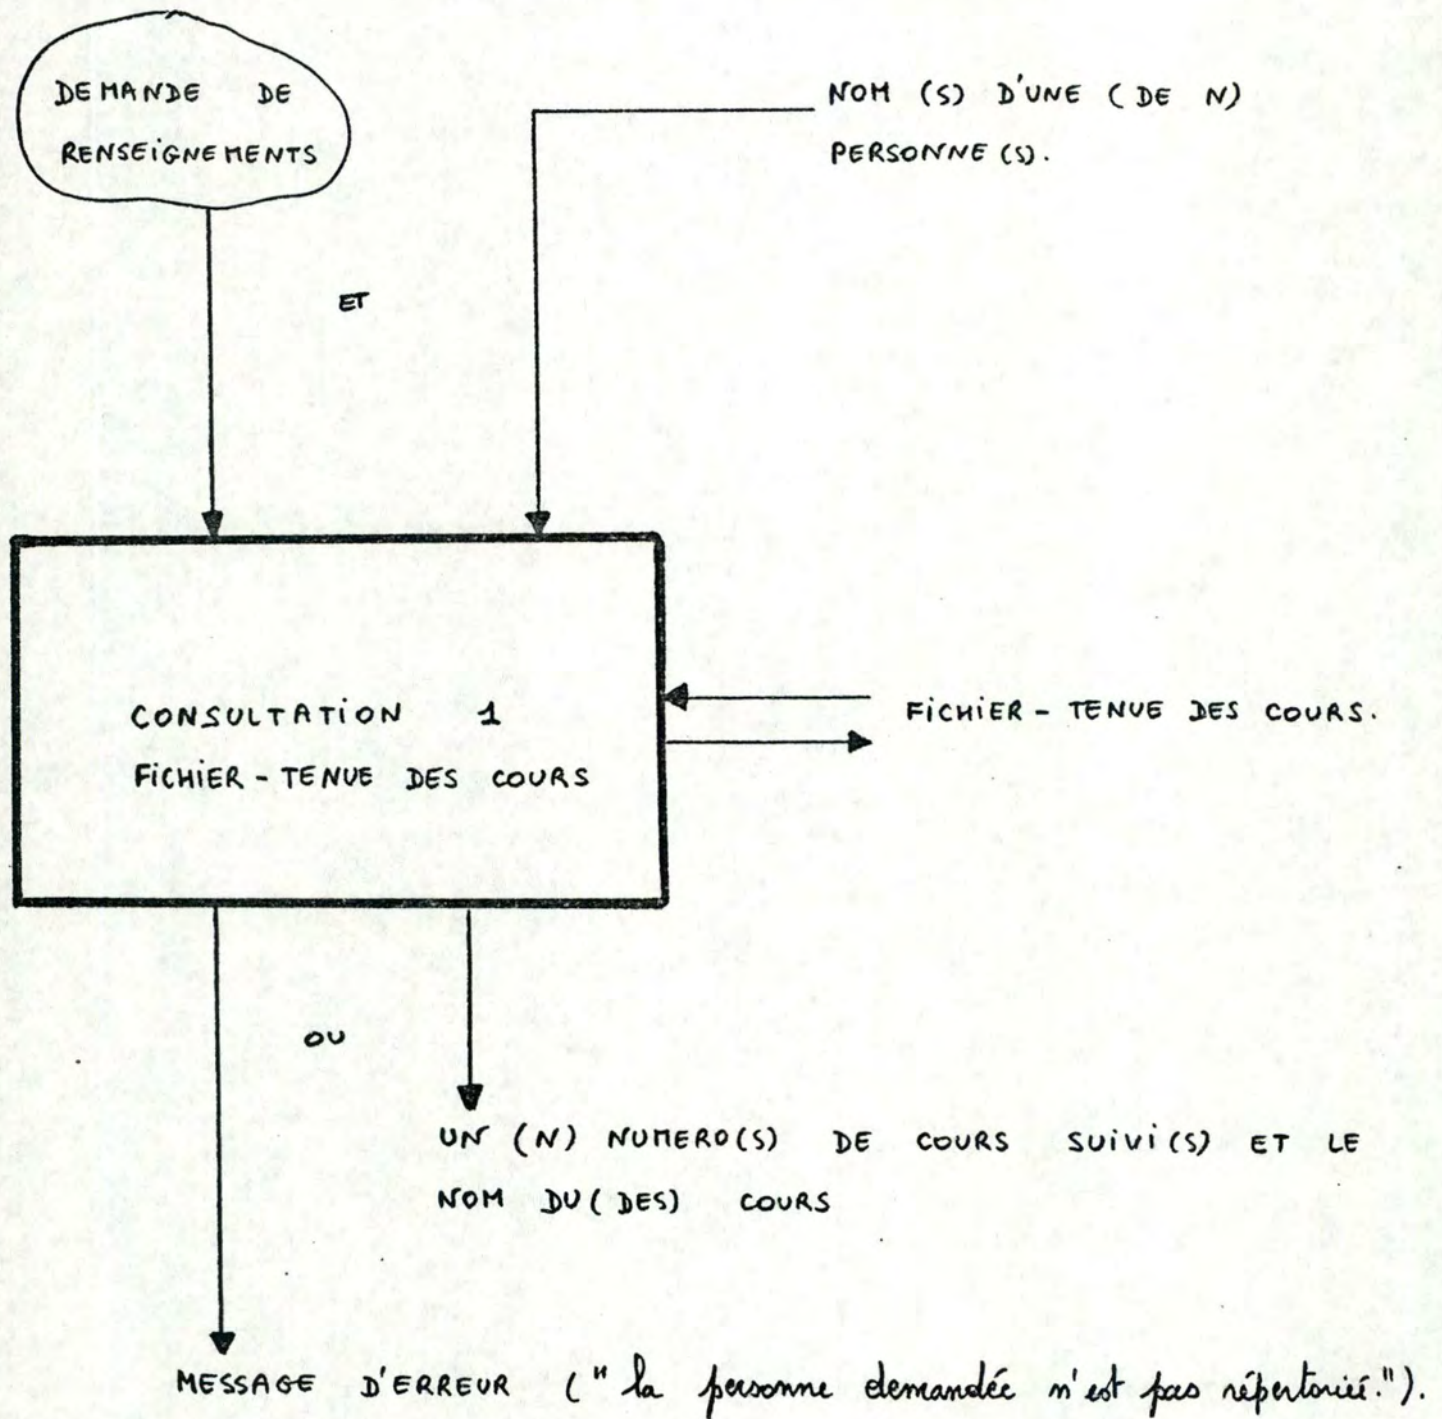 DEMANDE DE
RENSEIGNEMENTS
NOM (S) D'UNE ( DE N)
PERSONNE (S).
ET
CONSULTATION 1
FICHIER - TENUE DES COURS
FICHIER - TENUE DES COURS.
OU
UN (N) NUMERO(S) DE COURS SUIVI(S) ET LE
NOM DU( DES) COURS
MESSAGE D'ERREUR ( " la personne demandée n'est pas répertoriée.").